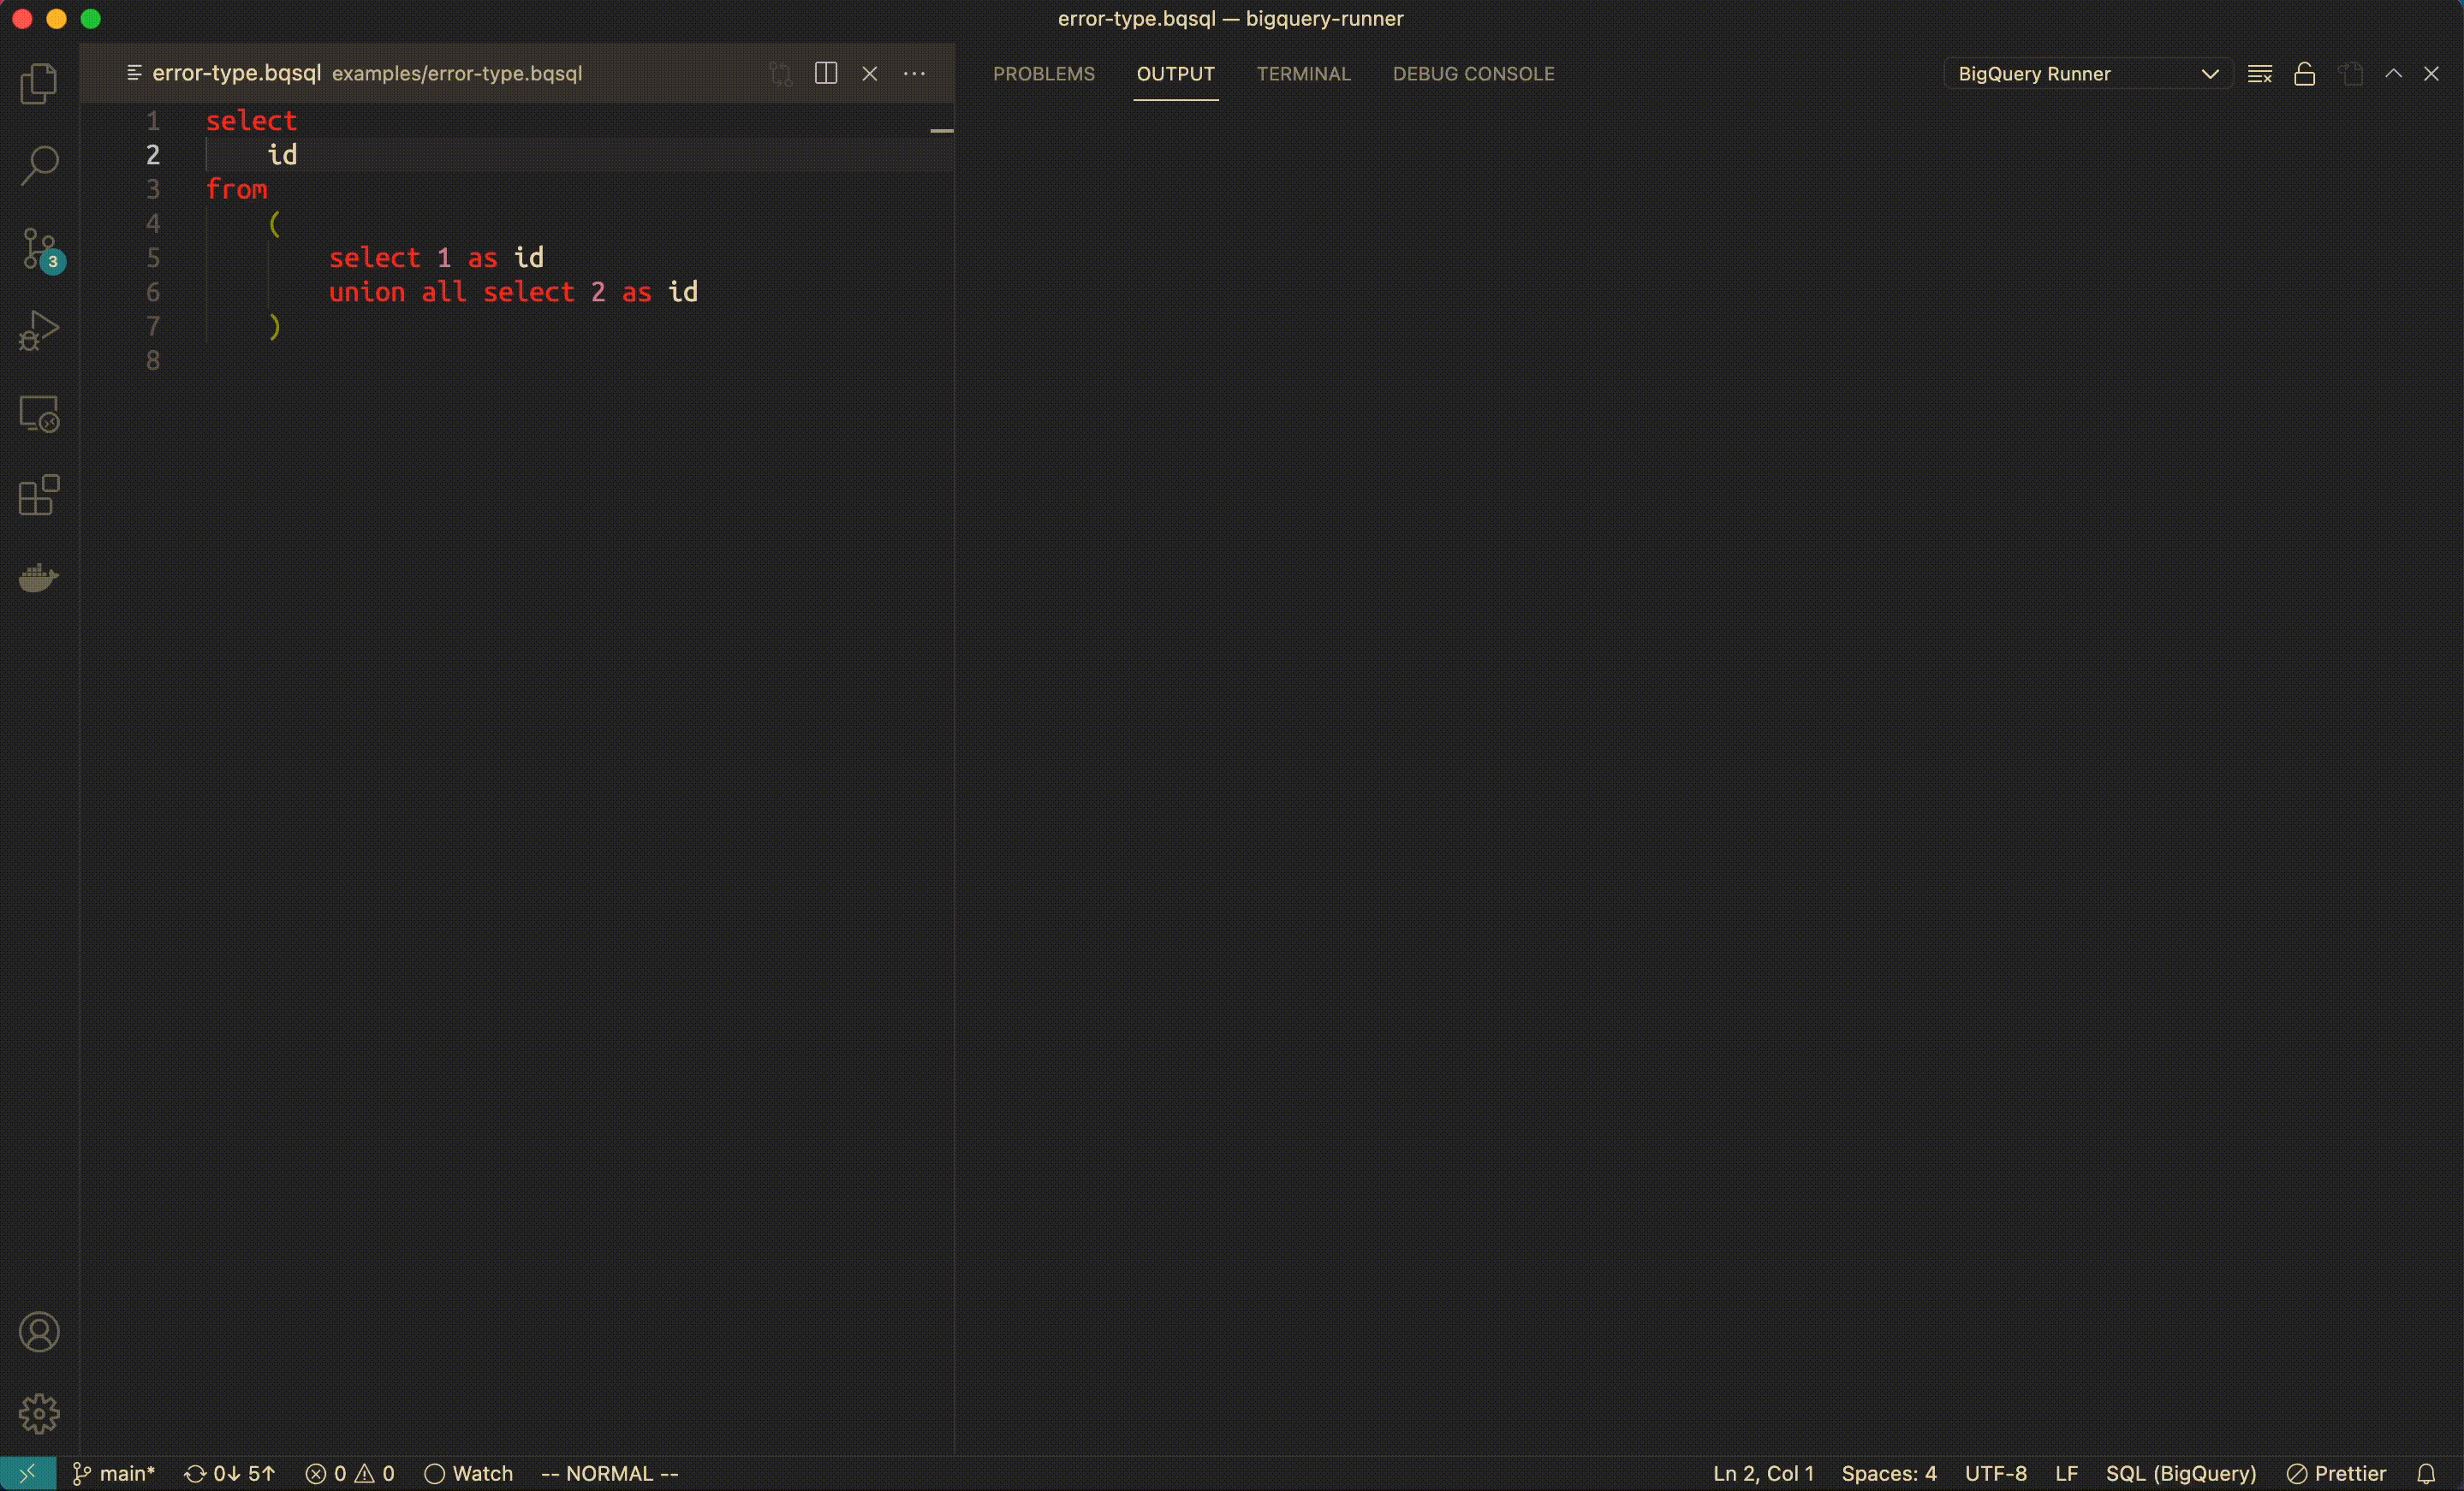 error-type.bqsql — bigquery-runner
error-type.bqsql examples/error-type.bqsql
PROBLEMS OUTPUT TERMINAL DEBUG CONSOLE BigQuery Runner
1 select
2 id
3 from
4 (
5 select 1 as id
6 union all select 2 as id
7 )
8
3
main* 0↓ 5↑ 0 0 Watch -- NORMAL -- Ln 2, Col 1 Spaces: 4 UTF-8 LF SQL (BigQuery) Prettier